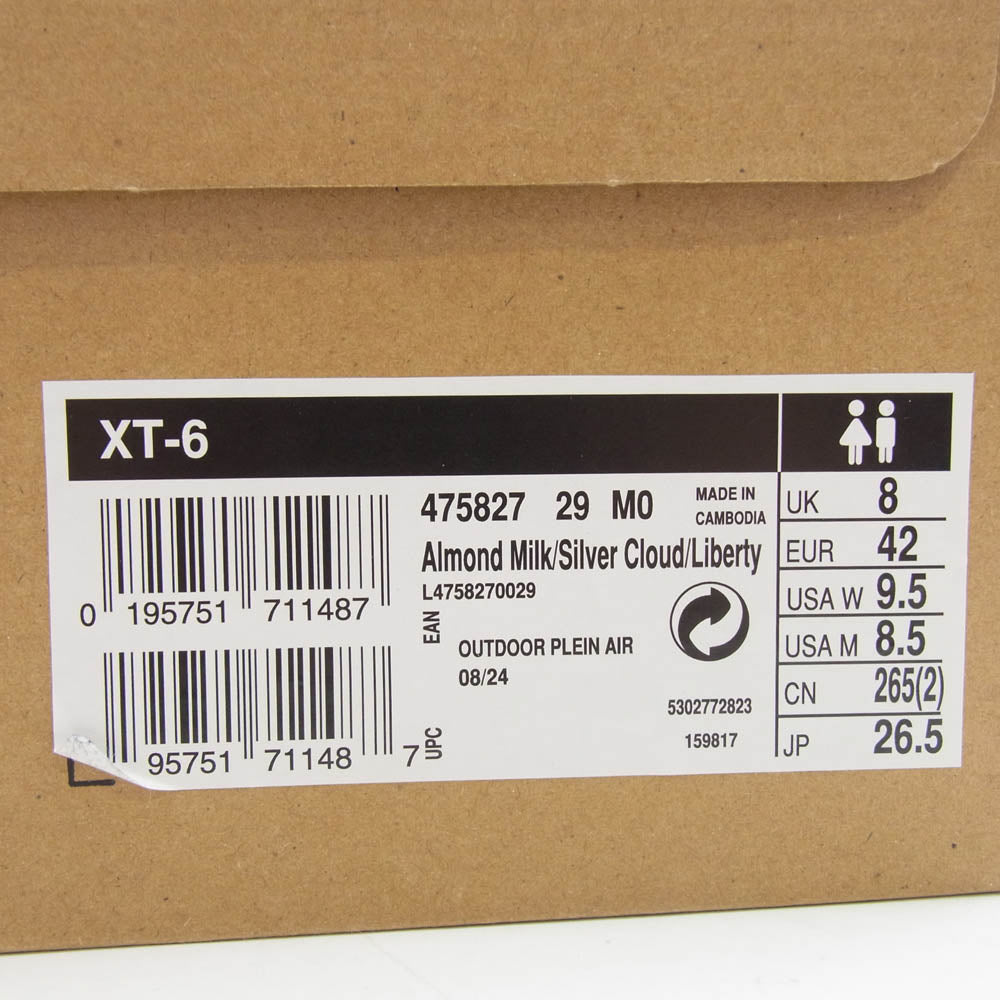 XT-6
0 195751 711487
EAN
95751 71148 7
UPC
475827 29 M0
MADE IN
CAMBODIA
Almond Milk/Silver Cloud/Liberty
L4758270029
OUTDOOR PLEIN AIR
08/24
5302772823
159817
UK 8
EUR 42
USA W 9.5
USA M 8.5
CN 265(2)
JP 26.5